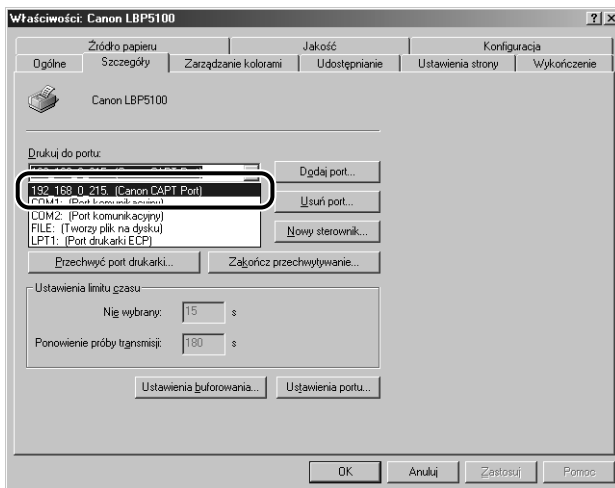 Właściwości: Canon LBP5100
Źródło papieru Jakość Konfiguracja
Ogólne Szczegóły Zarządzanie kolorami Udostępnianie Ustawienia strony Wykończenie
Canon LBP5100
Drukuj do portu:
Dodaj port...
192_168_0_215. (Canon CAPT Port)
COM1: (Port komunikacyjny)
Usuń port...
COM2: (Port komunikacyjny)
FILE: (Tworzy plik na dysku)
LPT1: (Port drukarki ECP)
Nowy sterownik...
Przechwyć port drukarki... Zakończ przechwytywanie...
Ustawienia limitu czasu
Nie wybrany: 15 s
Ponowienie próby transmisji: 180 s
Ustawienia buforowania... Ustawienia portu...
OK Anuluj Zastosuj Pomoc